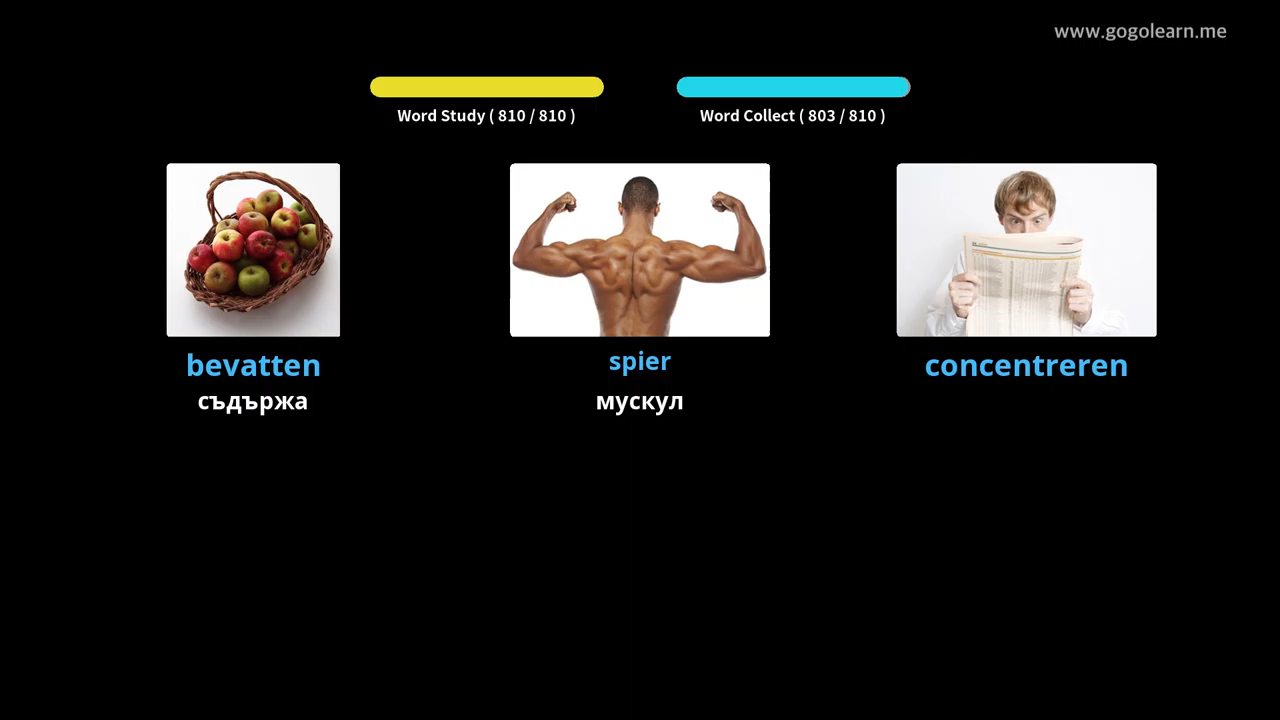 www.gogolearn.me
Word Study ( 810 / 810 )
Word Collect ( 803 / 810 )
bevatten
съдържа
spier
мускул
concentreren